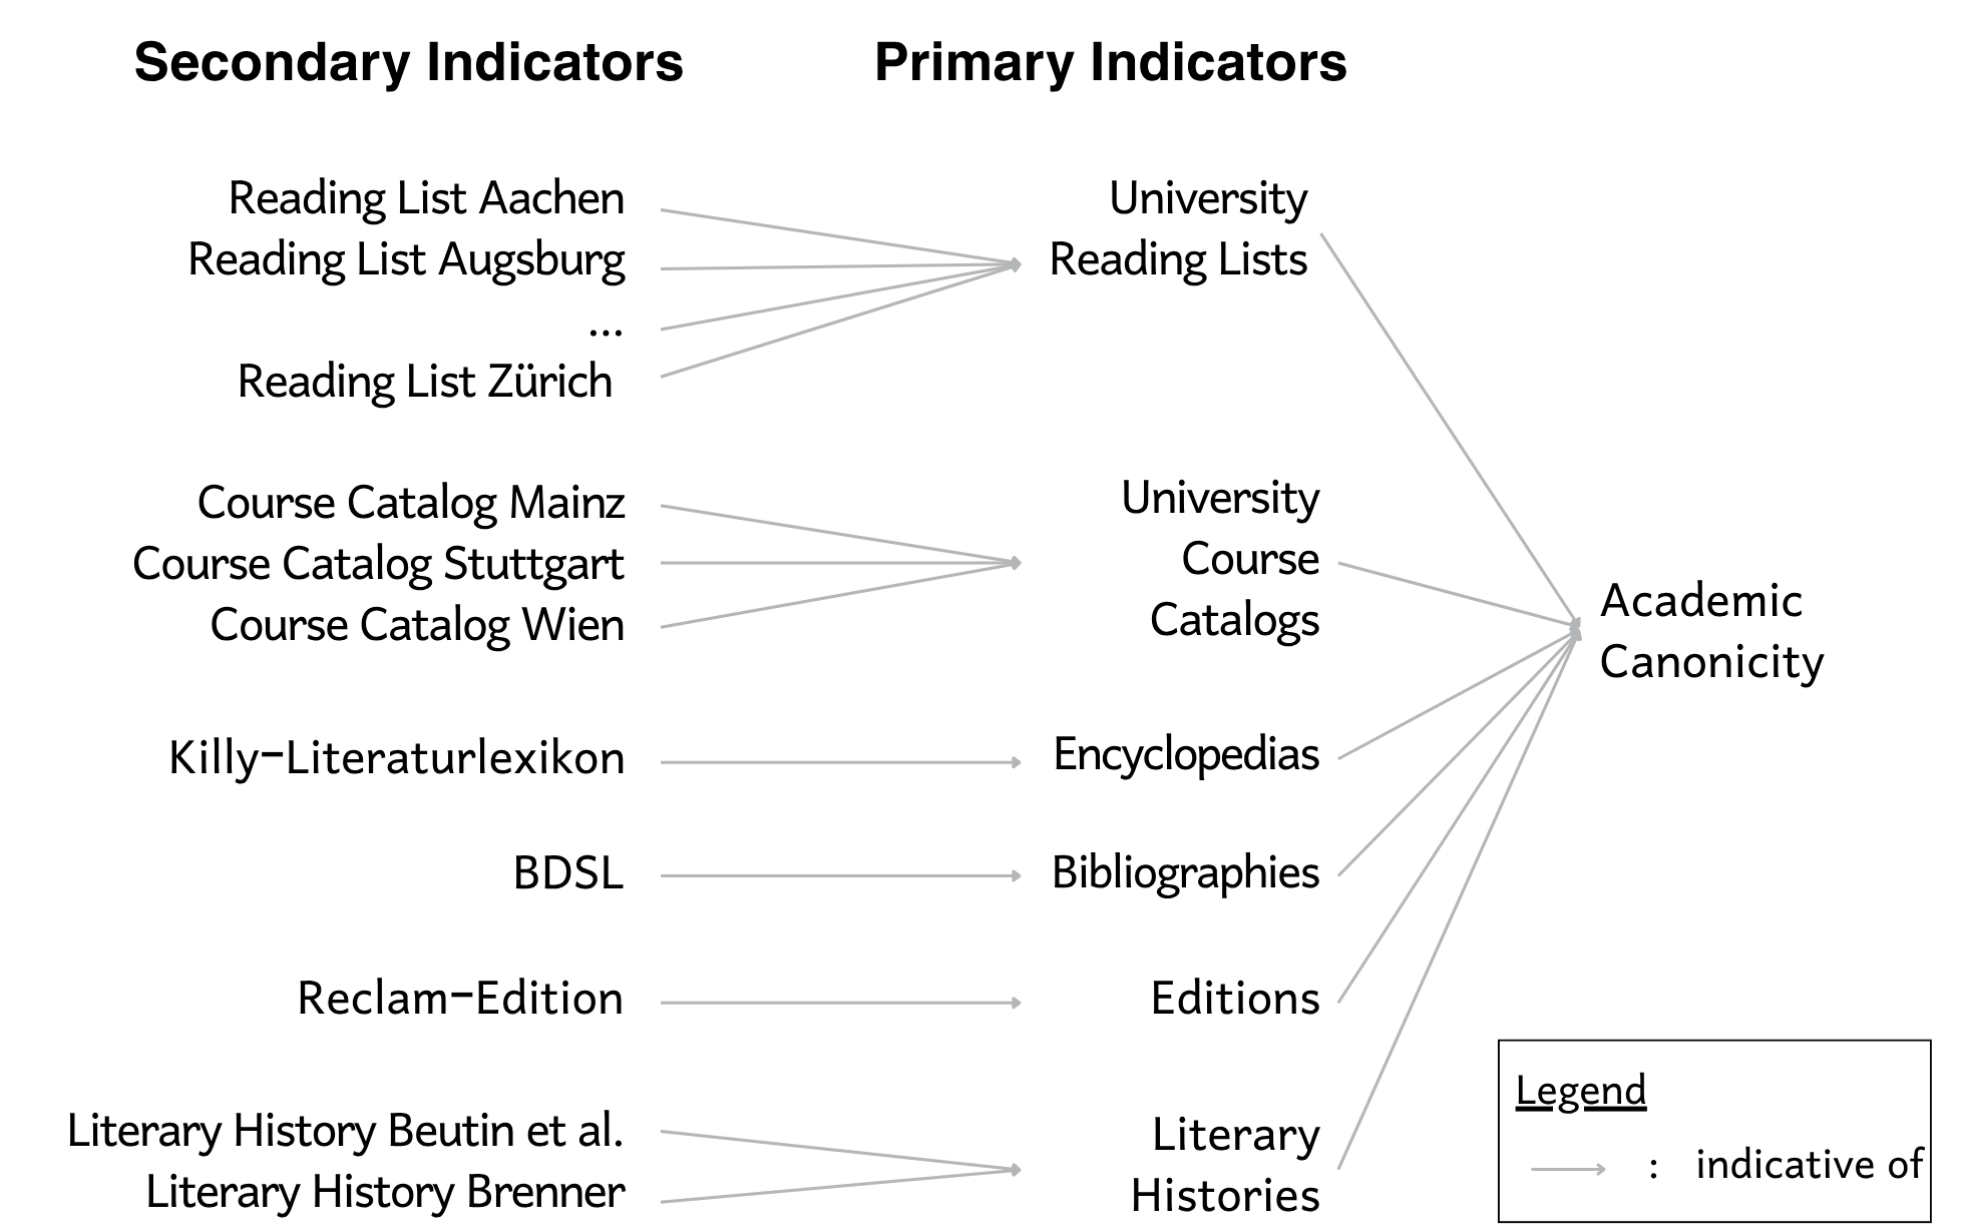 Secondary Indicators
Primary Indicators
Reading List Aachen
Reading List Augsburg
...
Reading List Zürich
University
Reading Lists
Course Catalog Mainz
Course Catalog Stuttgart
Course Catalog Wien
University
Course
Catalogs
Killy-Literaturlexikon
Encyclopedias
BDSL
Bibliographies
Reclam-Edition
Editions
Literary History Beutin et al.
Literary History Brenner
Literary
Histories
Academic
Canonicity
Legend
: indicative of